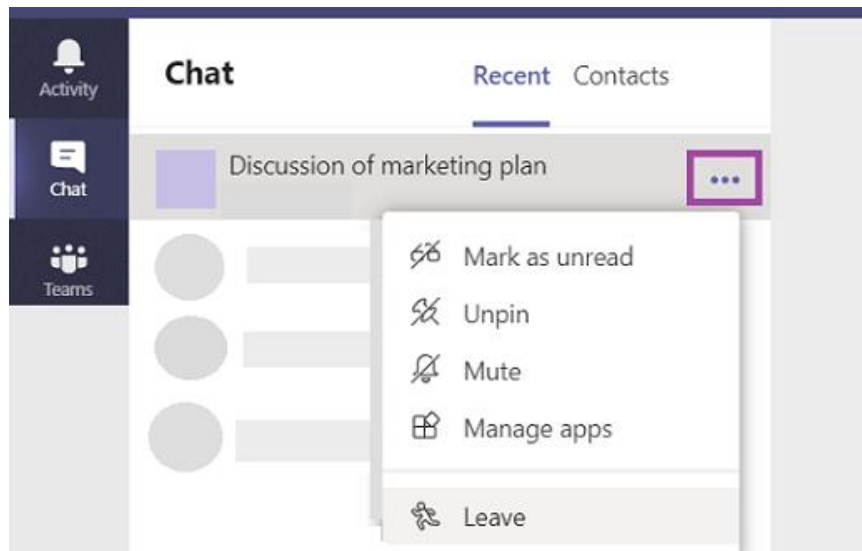 Activity
Chat
Teams
Chat
Recent Contacts
Discussion of marketing plan
Mark as unread
Unpin
Mute
Manage apps
Leave